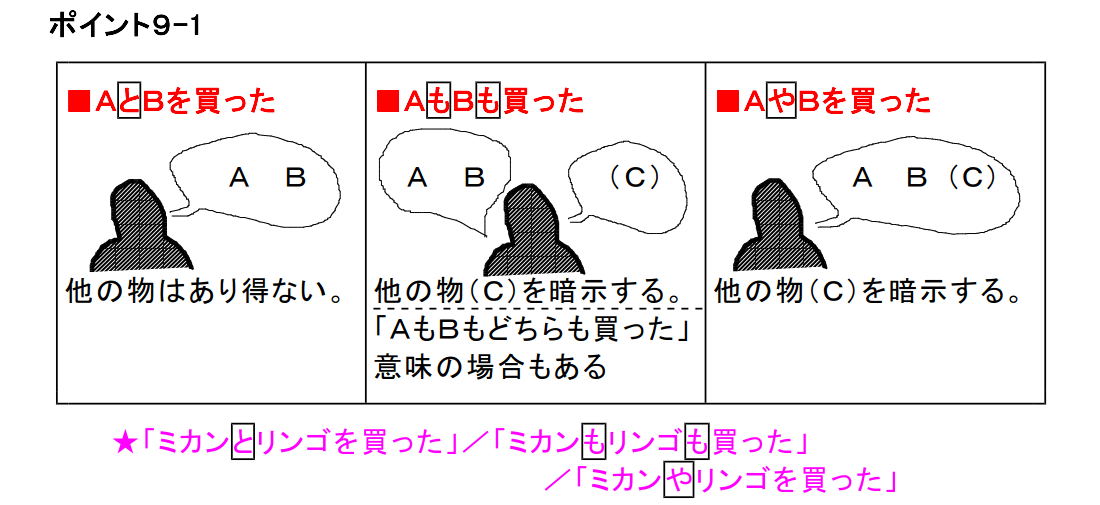 ポイント9-1
■AとBを買った
A B
他の物はあり得ない。
■AもBも買った
A B
(C)
他の物(C)を暗示する。
「AもBもどちらも買った」
意味の場合もある
■AやBを買った
A B (C)
他の物(C)を暗示する。
★「ミカンとリンゴを買った」/「ミカンもリンゴも買った」
/「ミカンやリンゴを買った」